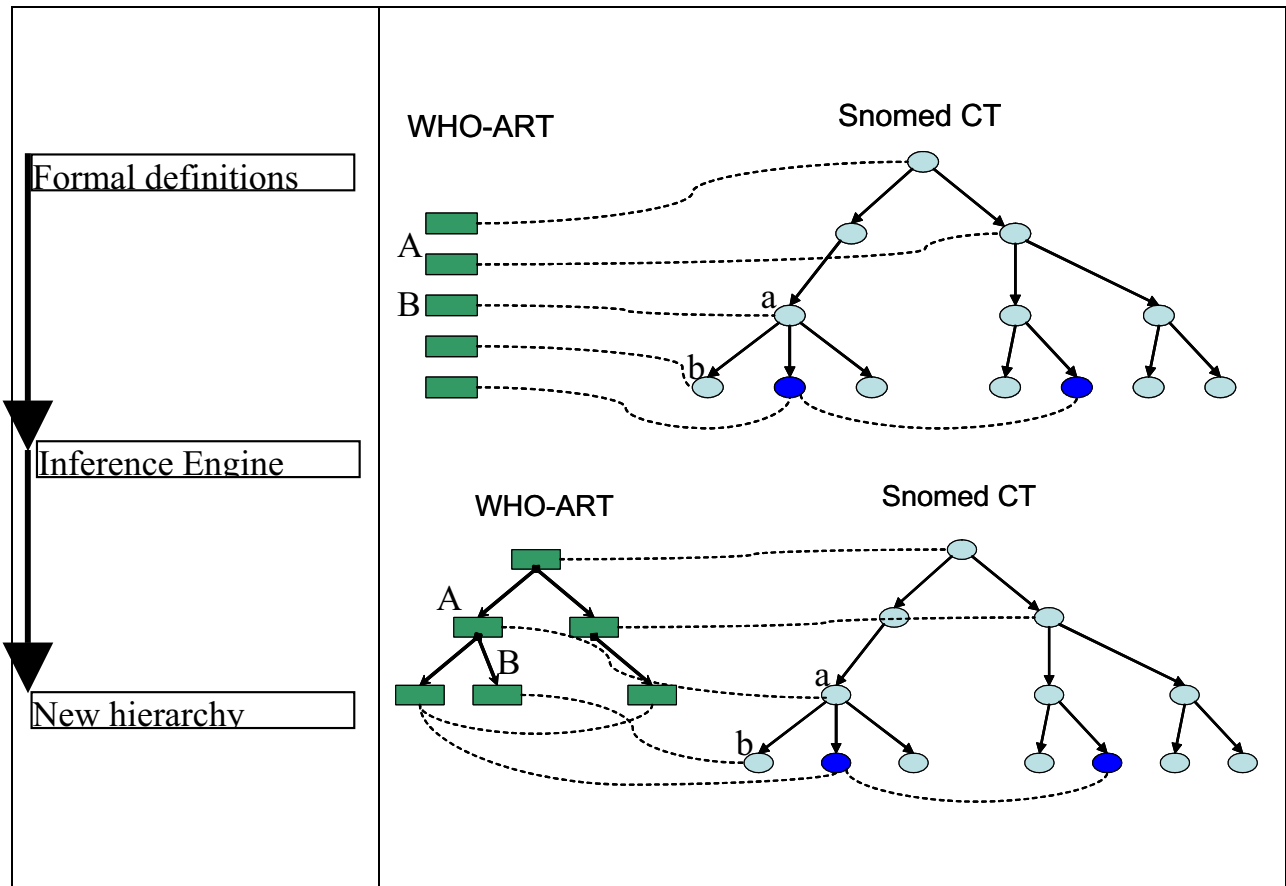 Formal definitions
Inference Engine
New hierarchy
WHO-ART
Snomed CT
A
B
a
b
WHO-ART
Snomed CT
A
B
a
b